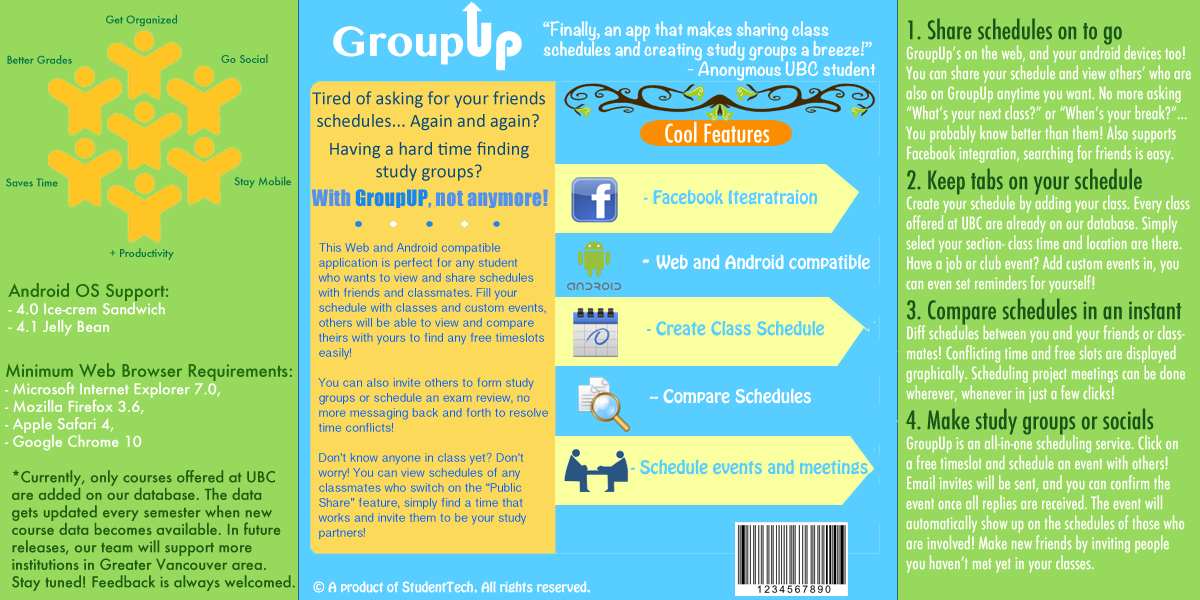 Get Organized
Better Grades
Go Social
Saves Time
Stay Mobile
+ Productivity
Android OS Support:
- 4.0 Ice-crem Sandwich
- 4.1 Jelly Bean
Minimum Web Browser Requirements:
- Microsoft Internet Explorer 7.0,
- Mozilla Firefox 3.6,
- Apple Safari 4,
- Google Chrome 10
*Currently, only courses offered at UBC
are added on our database. The data
gets updated every semester when new
course data becomes available. In future
releases, our team will support more
institutions in Greater Vancouver area.
Stay tuned! Feedback is always welcomed.
GroupUp
“Finally, an app that makes sharing class
schedules and creating study groups a breeze!”
- Anonymous UBC student
Tired of asking for your friends
schedules... Again and again?
Having a hard time finding
study groups?
With GroupUP, not anymore!
This Web and Android compatible
application is perfect for any student
who wants to view and share schedules
with friends and classmates. Fill your
schedule with classes and custom events,
others will be able to view and compare
theirs with yours to find any free timeslots
easily!
You can also invite others to form study
groups or schedule an exam review, no
more messaging back and forth to resolve
time conflicts!
Don't know anyone in class yet? Don't
worry! You can view schedules of any
classmates who switch on the “Public
Share” feature, simply find a time that
works and invite them to be your study
partners!
Cool Features
f
- Facebook Itegratraion
ANDROID
- Web and Android compatible
- Create Class Schedule
- Compare Schedules
- Schedule events and meetings
1234567890
© A product of StudentTech. All rights reserved.
1. Share schedules on to go
GroupUp's on the web, and your android devices too!
You can share your schedule and view others' who are
also on GroupUp anytime you want. No more asking
“What's your next class?” or “When's your break?”...
You probably know better than them! Also supports
Facebook integration, searching for friends is easy.
2. Keep tabs on your schedule
Create your schedule by adding your class. Every class
offered at UBC are already on our database. Simply
select your section- class time and location are there.
Have a job or club event? Add custom events in, you
can even set reminders for yourself!
3. Compare schedules in an instant
Diff schedules between you and your friends or class-
mates! Conflicting time and free slots are displayed
graphically. Scheduling project meetings can be done
wherever, whenever in just a few clicks!
4. Make study groups or socials
GroupUp is an all-in-one scheduling service. Click on
a free timeslot and schedule an event with others!
Email invites will be sent, and you can confirm the
event once all replies are received. The event will
automatically show up on the schedules of those who
are involved! Make new friends by inviting people
you haven't met yet in your classes.